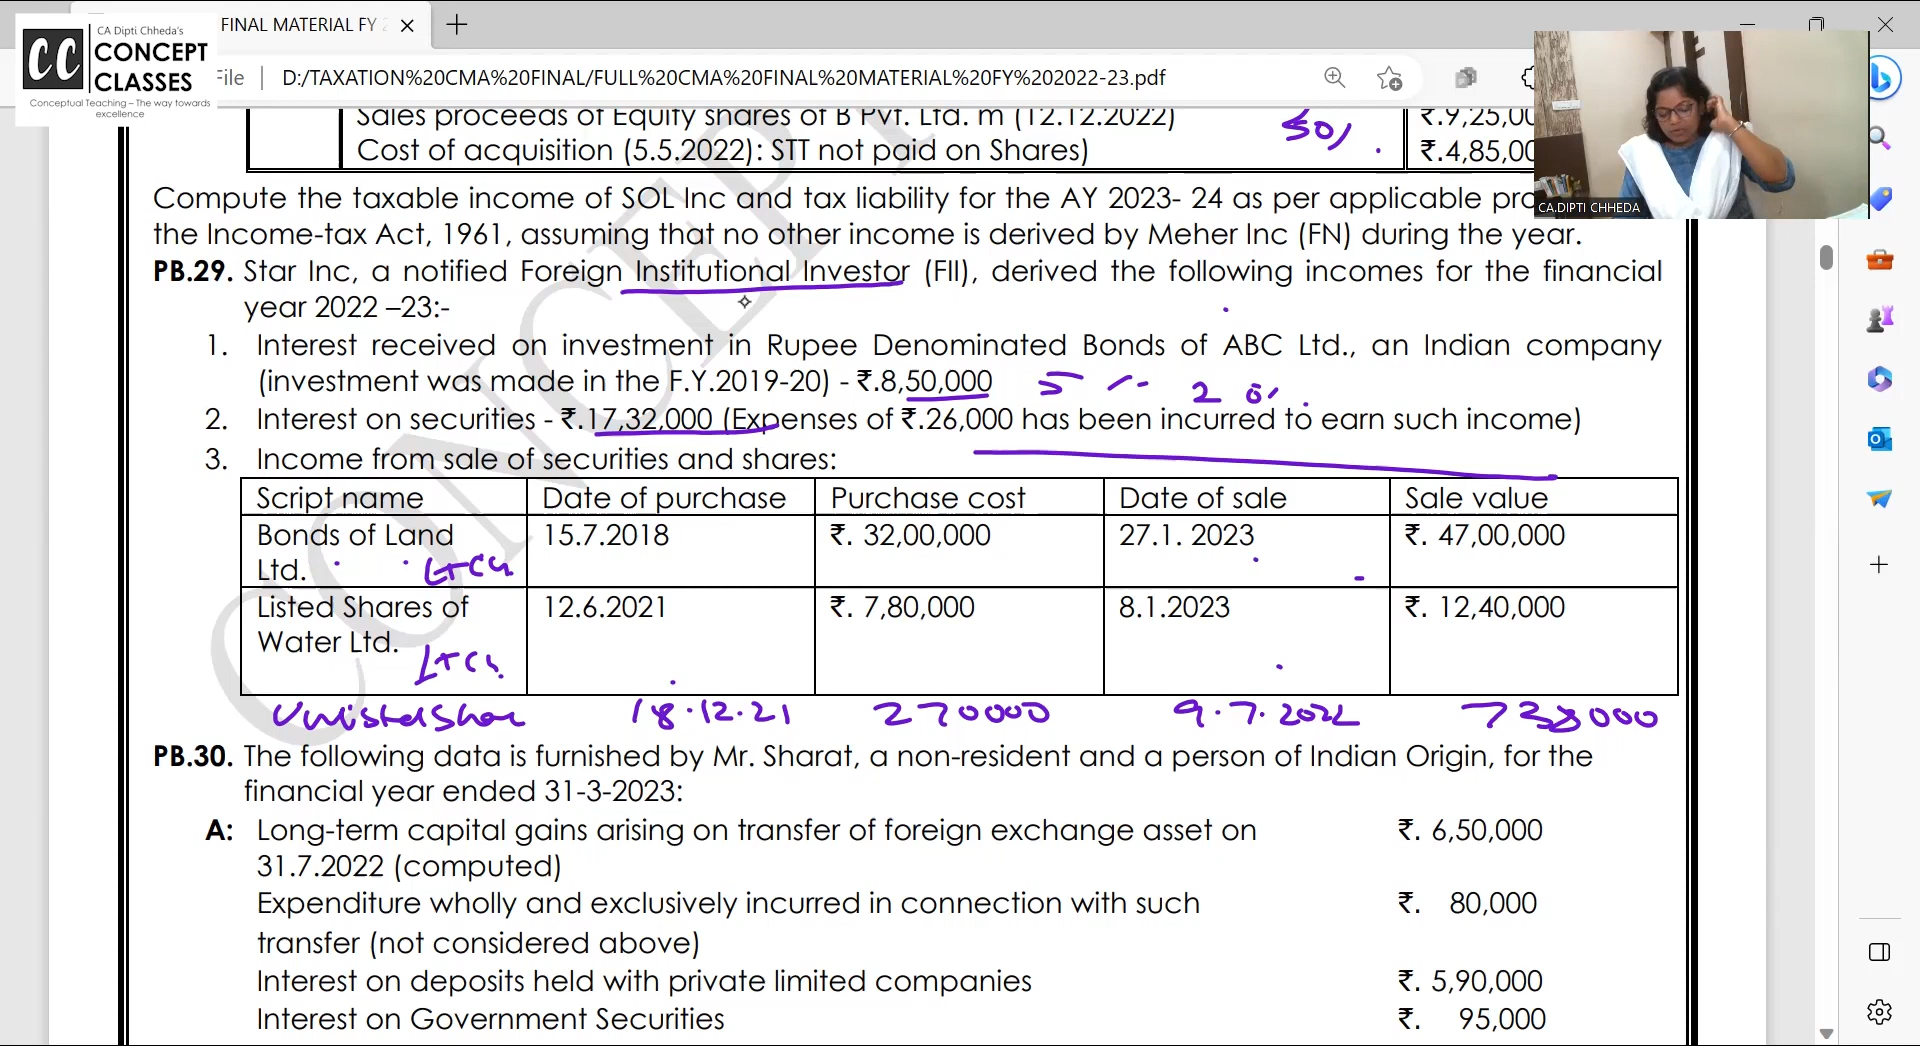 FINAL MATERIAL FY 2
CC
CA Dipti Chheda's
CONCEPT
CLASSES
Conceptual Teaching – The way towards
excellence
File
D:/TAXATION%20CMA%20FINAL/FULL%20CMA%20FINAL%20MATERIAL%20FY%202022-23.pdf
CA.DIPTI CHHEDA
Sales proceeds of Equity shares of B Pvt. Ltd. m (12.12.2022) ₹.9,25,00
Cost of acquisition (5.5.2022): STT not paid on Shares) ₹.4,85,00
Compute the taxable income of SOL Inc and tax liability for the AY 2023- 24 as per applicable pro
the Income-tax Act, 1961, assuming that no other income is derived by Meher Inc (FN) during the year.
PB.29. Star Inc, a notified Foreign Institutional Investor (FII), derived the following incomes for the financial
year 2022 –23:-
1. Interest received on investment in Rupee Denominated Bonds of ABC Ltd., an Indian company
(investment was made in the F.Y.2019-20) - ₹.8,50,000 5 %
2. Interest on securities - ₹.17,32,000 (Expenses of ₹.26,000 has been incurred to earn such income)
3. Income from sale of securities and shares:
Script name Date of purchase Purchase cost Date of sale Sale value
Bonds of Land 15.7.2018 ₹. 32,00,000 27.1. 2023 ₹. 47,00,000
Ltd. LTCG
Listed Shares of 12.6.2021 ₹. 7,80,000 8.1.2023 ₹. 12,40,000
Water Ltd.
LTCG
18.12.21 270000 9.7.2022 738000
PB.30. The following data is furnished by Mr. Sharat, a non-resident and a person of Indian Origin, for the
financial year ended 31-3-2023:
A: Long-term capital gains arising on transfer of foreign exchange asset on ₹. 6,50,000
31.7.2022 (computed)
Expenditure wholly and exclusively incurred in connection with such ₹. 80,000
transfer (not considered above)
Interest on deposits held with private limited companies ₹. 5,90,000
Interest on Government Securities ₹. 95,000
CONCEPT